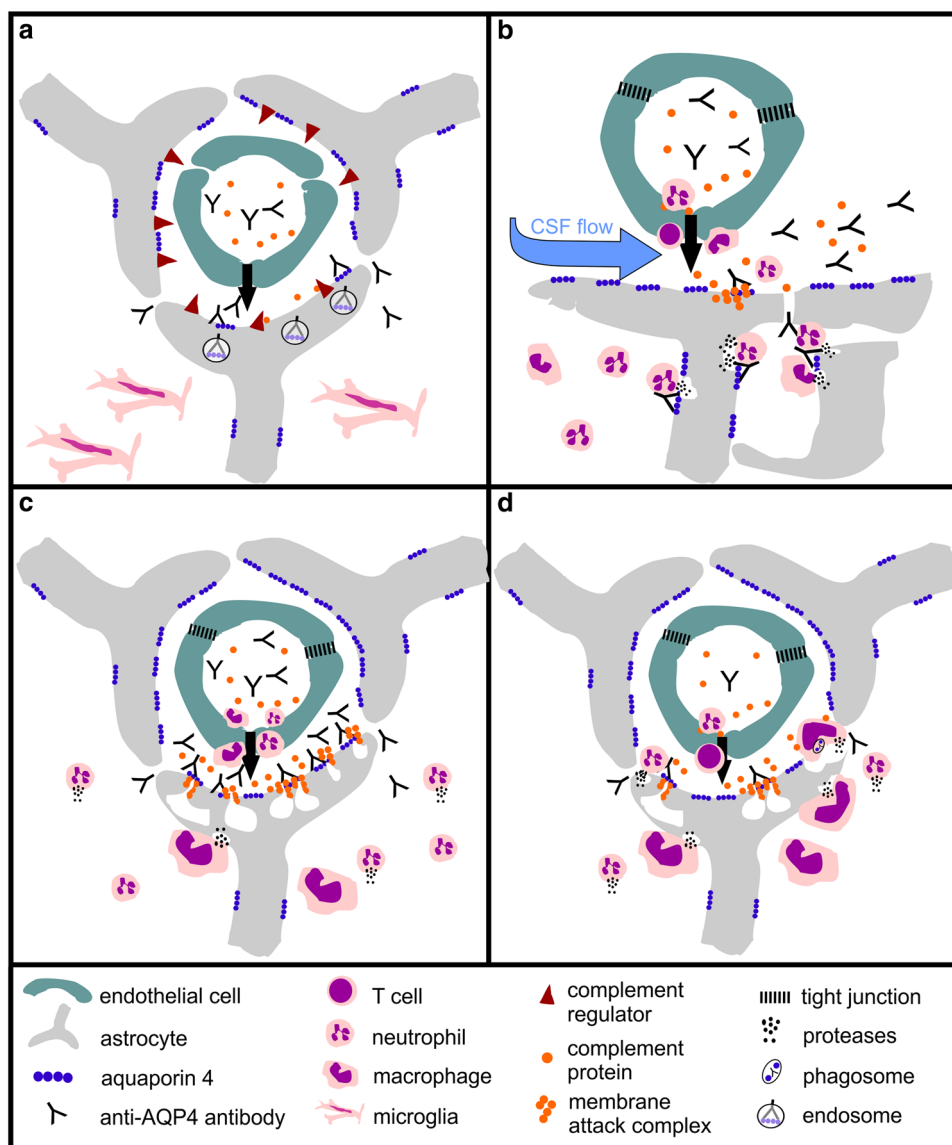 a
b
CSF flow
c
d
endothelial cell
astrocyte
aquaporin 4
anti-AQP4 antibody
T cell
neutrophil
macrophage
microglia
complement
regulator
complement
protein
membrane
attack complex
tight junction
proteases
phagosome
endosome